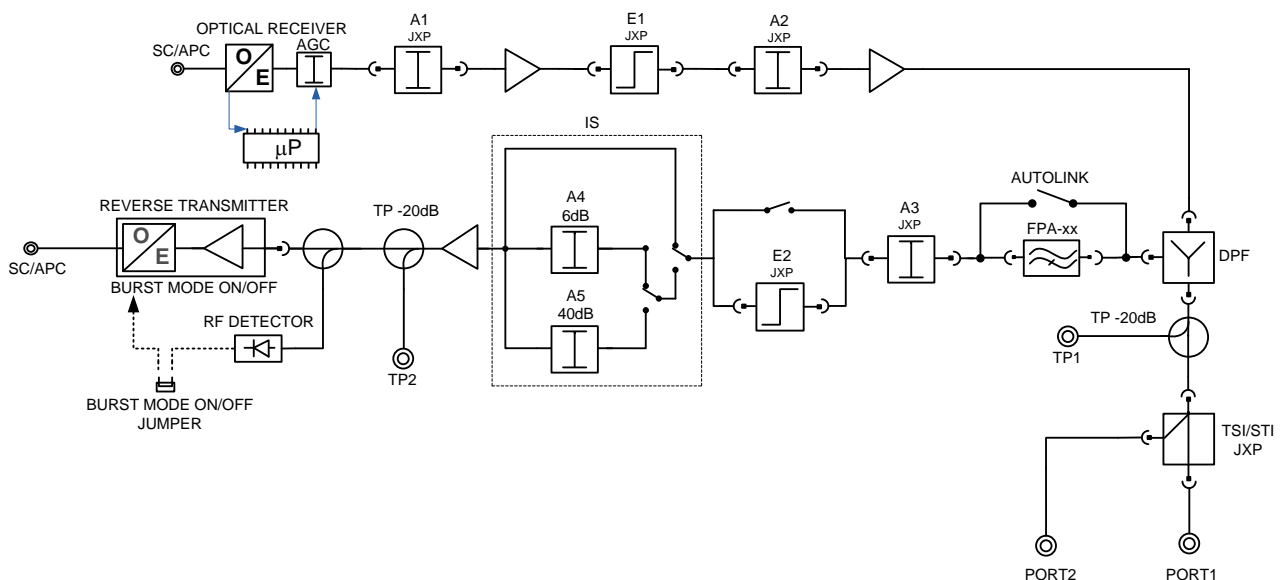 OPTICAL RECEIVER
SC/APC
O
E
AGC
A1
JXP
E1
JXP
A2
JXP
µP
IS
REVERSE TRANSMITTER
O
E
SC/APC
BURST MODE ON/OFF
RF DETECTOR
BURST MODE ON/OFF
JUMPER
TP -20dB
TP2
A4
6dB
A5
40dB
E2
JXP
A3
JXP
AUTOLINK
FPA-xx
DPF
TP -20dB
TP1
TSI/STI
JXP
PORT2
PORT1